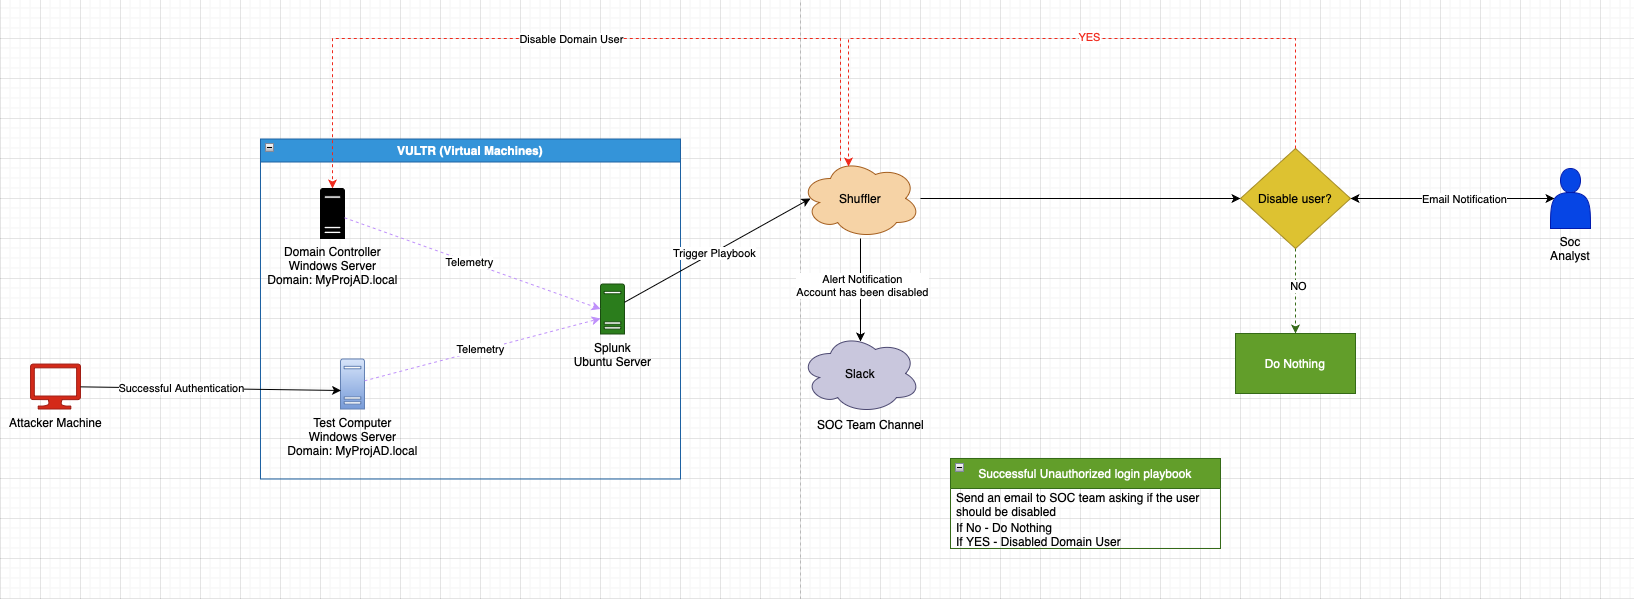 Disable Domain User
YES
VULTR (Virtual Machines)
Shuffler
Disable user?
Email Notification
Soc
Analyst
Domain Controller
Windows Server
Domain: MyProjAD.local
Telemetry
Trigger Playbook
Alert Notification
Account has been disabled
NO
Splunk
Ubuntu Server
Telemetry
Do Nothing
Slack
SOC Team Channel
Successful Authentication
Attacker Machine
Test Computer
Windows Server
Domain: MyProjAD.local
Successful Unauthorized login playbook
Send an email to SOC team asking if the user
should be disabled
If No - Do Nothing
If YES - Disabled Domain User